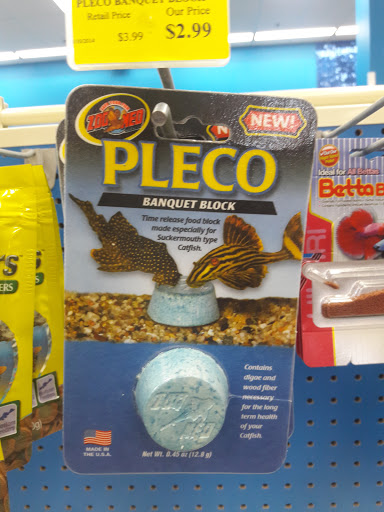 PLECO BANQUET BLOCK
Retail Price Our Price
$3.99 $2.99
ZOO MED
NEW!
PLECO
BANQUET BLOCK
Time release food block
made especially for
Suckermouth type
Catfish.
Contains
algae and
wood fiber
necessary
for the long
term health
of your
Catfish.
ZOO
MED
MADE IN
THE U.S.A.
Net Wt. 0.45 oz (12.8 g)
Ideal for All Bettas
Betta